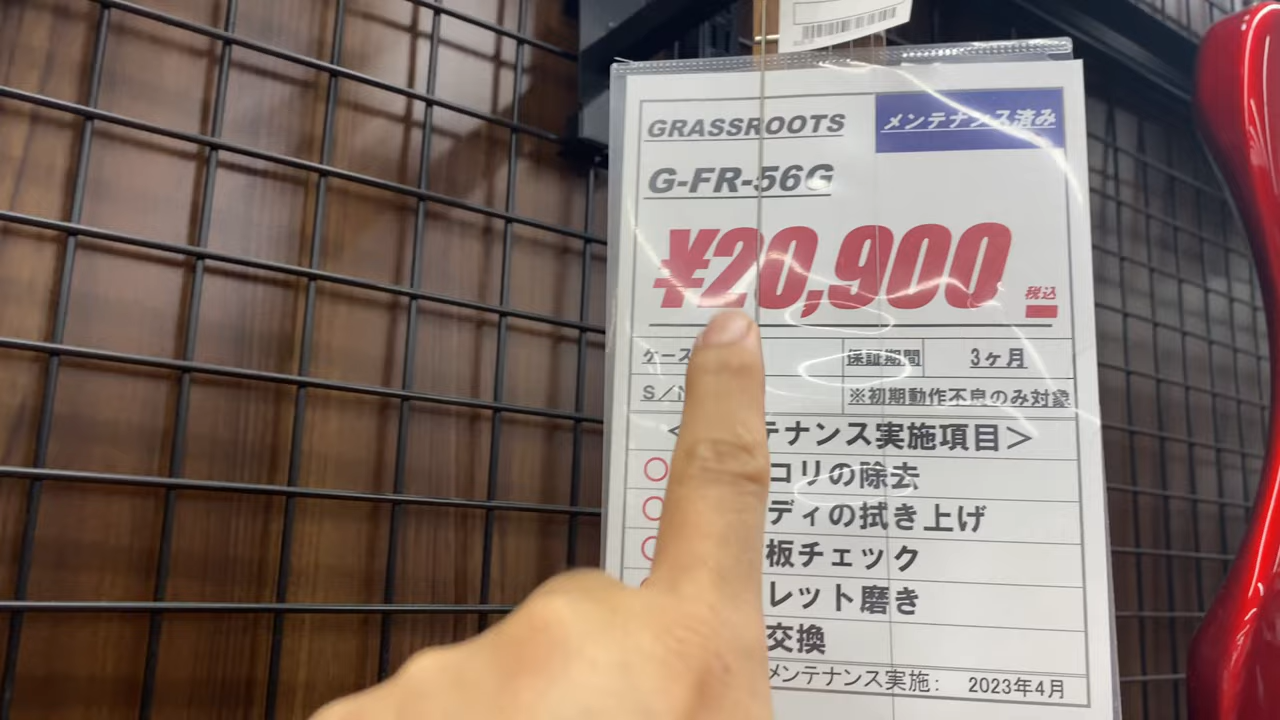 GRASSROOTS
メンテナンス済み
G-FR-56G
¥20,900 税込
ケース 保証期間 3ヶ月
S/N ※初期動作不良のみ対象
ナンス実施項目>
○ コリの除去
○ ディの拭き上げ
板チェック
レット磨き
交換
メンテナンス実施: 2023年4月